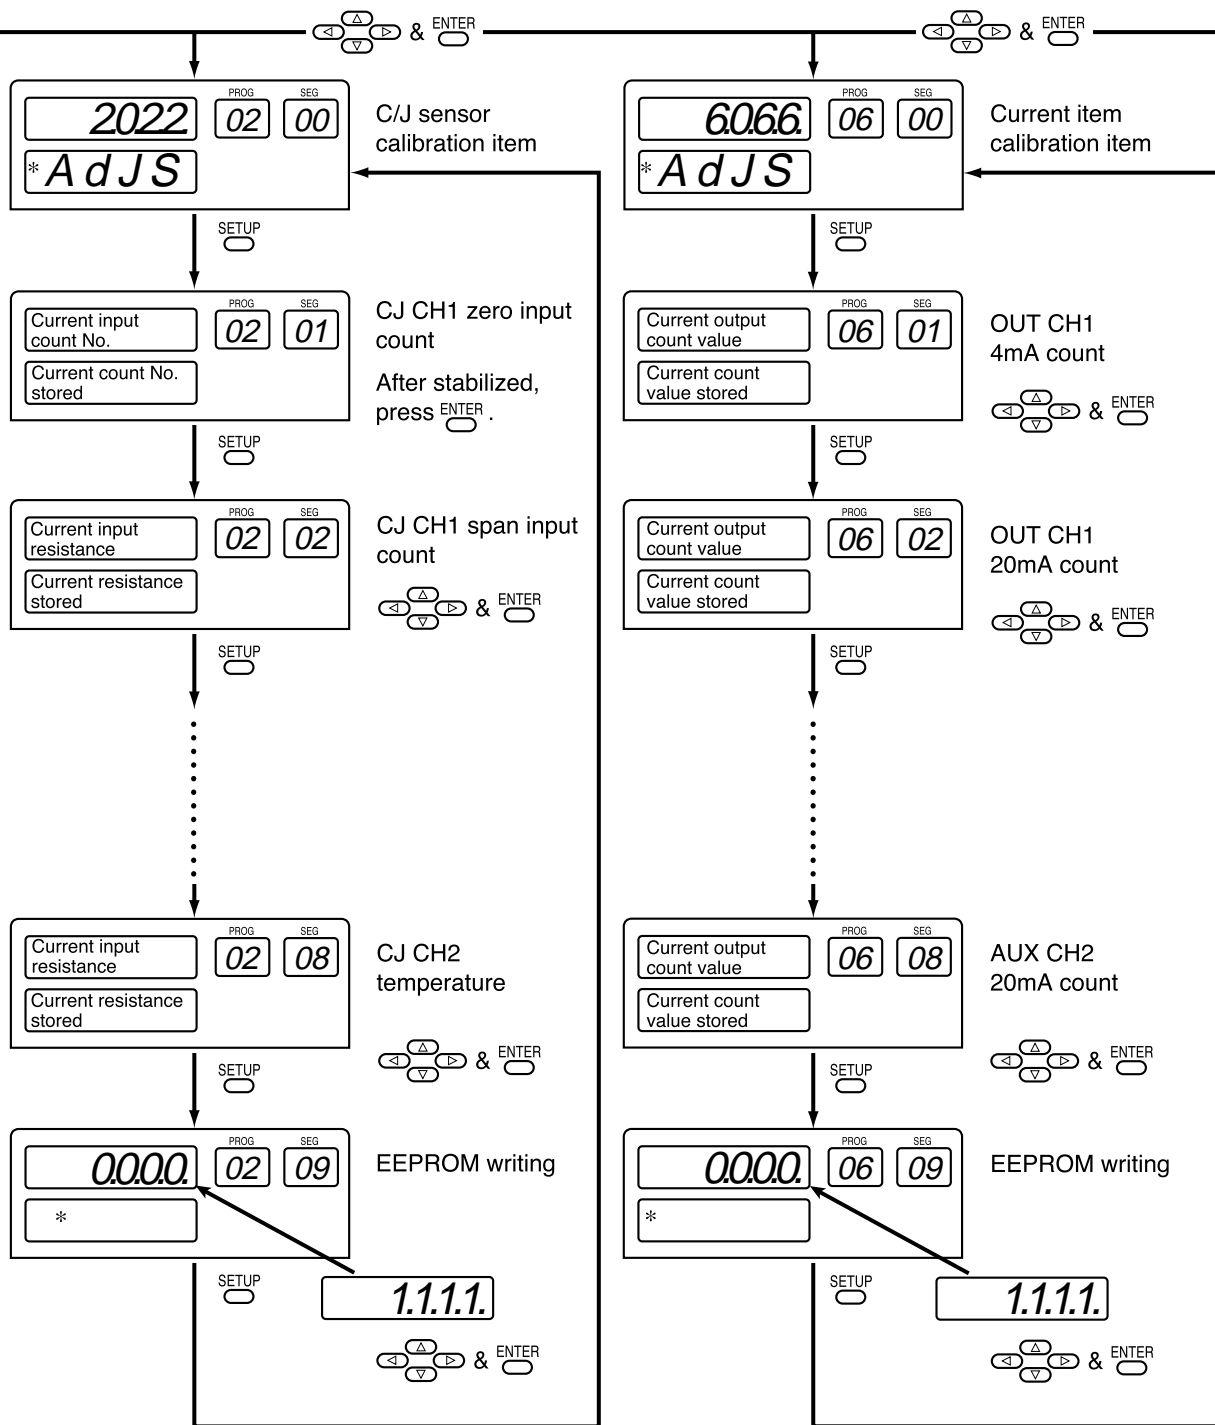 & ENTER
& ENTER
2.0.2.2.
PROG
02
SEG
00
C/J sensor
calibration item
*AdJS
SETUP
Current input
count No.
PROG
02
SEG
01
CJ CH1 zero input
count
Current count No.
stored
After stabilized,
press ENTER .
SETUP
Current input
resistance
PROG
02
SEG
02
CJ CH1 span input
count
Current resistance
stored
& ENTER
SETUP
Current input
resistance
PROG
02
SEG
08
CJ CH2
temperature
Current resistance
stored
& ENTER
SETUP
0.0.0.0.
PROG
02
SEG
09
EEPROM writing
*
SETUP
1.1.1.1.
& ENTER
6.0.6.6.
PROG
06
SEG
00
Current item
calibration item
*AdJS
SETUP
Current output
count value
PROG
06
SEG
01
OUT CH1
4mA count
Current count
value stored
& ENTER
SETUP
Current output
count value
PROG
06
SEG
02
OUT CH1
20mA count
Current count
value stored
& ENTER
SETUP
Current output
count value
PROG
06
SEG
08
AUX CH2
20mA count
Current count
value stored
& ENTER
SETUP
0.0.0.0.
PROG
06
SEG
09
EEPROM writing
*
SETUP
1.1.1.1.
& ENTER